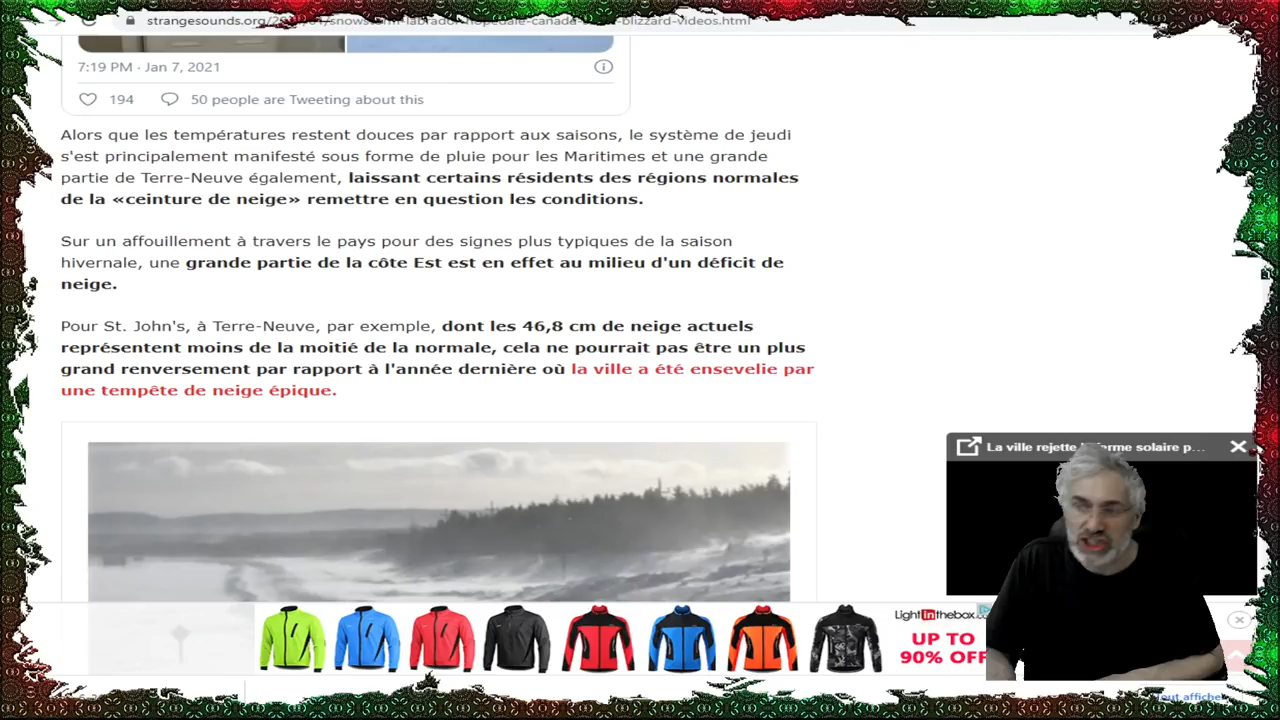 strangesounds.org/
7:19 PM · Jan 7, 2021
194 50 people are Tweeting about this
Alors que les températures restent douces par rapport aux saisons, le système de jeudi
s'est principalement manifesté sous forme de pluie pour les Maritimes et une grande
partie de Terre-Neuve également, laissant certains résidents des régions normales
de la «ceinture de neige» remettre en question les conditions.
Sur un affouillement à travers le pays pour des signes plus typiques de la saison
hivernale, une grande partie de la côte Est est en effet au milieu d'un déficit de
neige.
Pour St. John's, à Terre-Neuve, par exemple, dont les 46,8 cm de neige actuels
représentent moins de la moitié de la normale, cela ne pourrait pas être un plus
grand renversement par rapport à l'année dernière où la ville a été ensevelie par
une tempête de neige épique.
La ville rejette solaire p...
Lightinthebox
UP TO
90% OFF